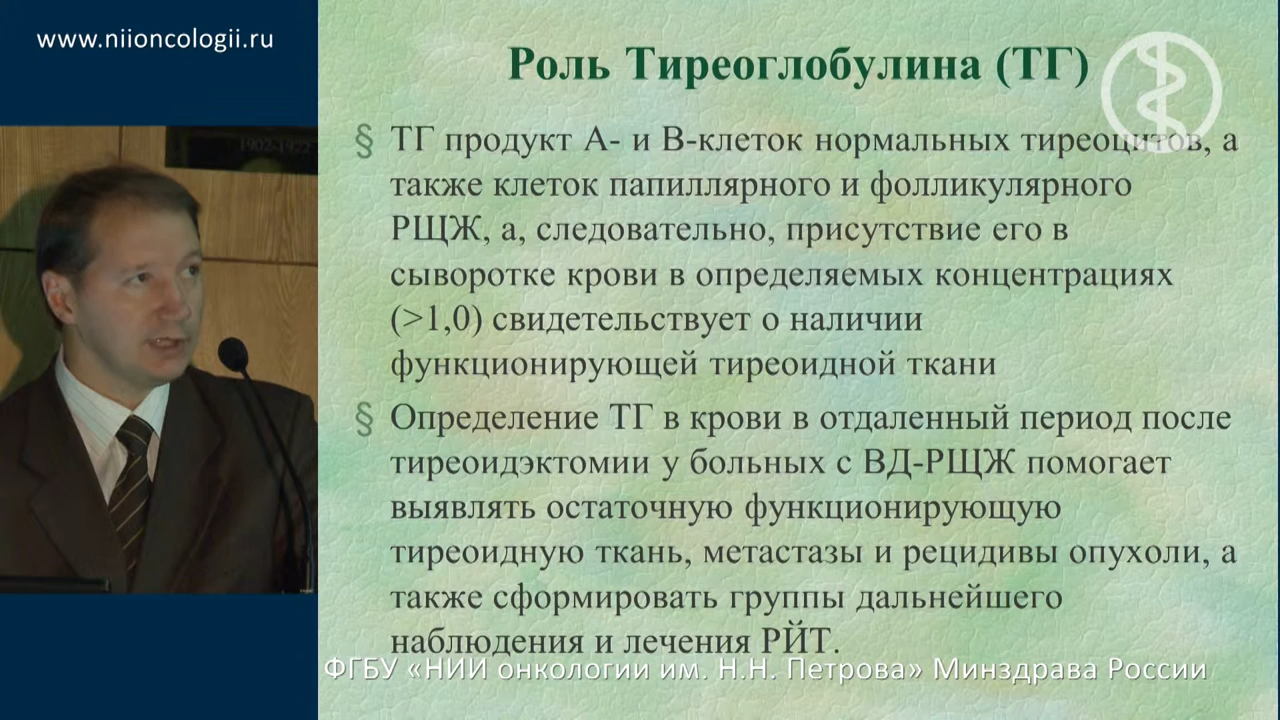 www.niioncologii.ru
1902-1922
Роль Тиреоглобулина (ТГ)
§ ТГ продукт А- и В-клеток нормальных тиреоцитов, а
также клеток папиллярного и фолликулярного
РЩЖ, а, следовательно, присутствие его в
сыворотке крови в определяемых концентрациях
(>1,0) свидетельствует о наличии
функционирующей тиреоидной ткани
§ Определение ТГ в крови в отдаленный период после
тиреоидэктомии у больных с ВД-РЩЖ помогает
выявлять остаточную функционирующую
тиреоидную ткань, метастазы и рецидивы опухоли, а
также сформировать группы дальнейшего
наблюдения и лечения РЙТ.
ФГБУ «НИИ онкологии им. Н.Н. Петрова» Минздрава России